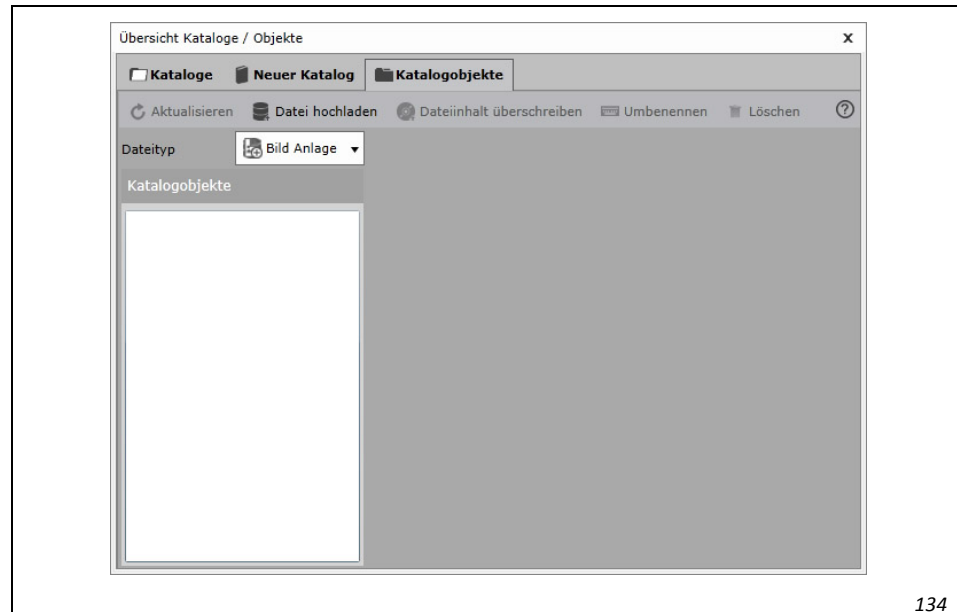 Übersicht Kataloge / Objekte x
Kataloge Neuer Katalog Katalogobjekte
Aktualisieren Datei hochladen Dateiinhalt überschreiben Umbenennen Löschen ?
Dateityp Bild Anlage
Katalogobjekte
134